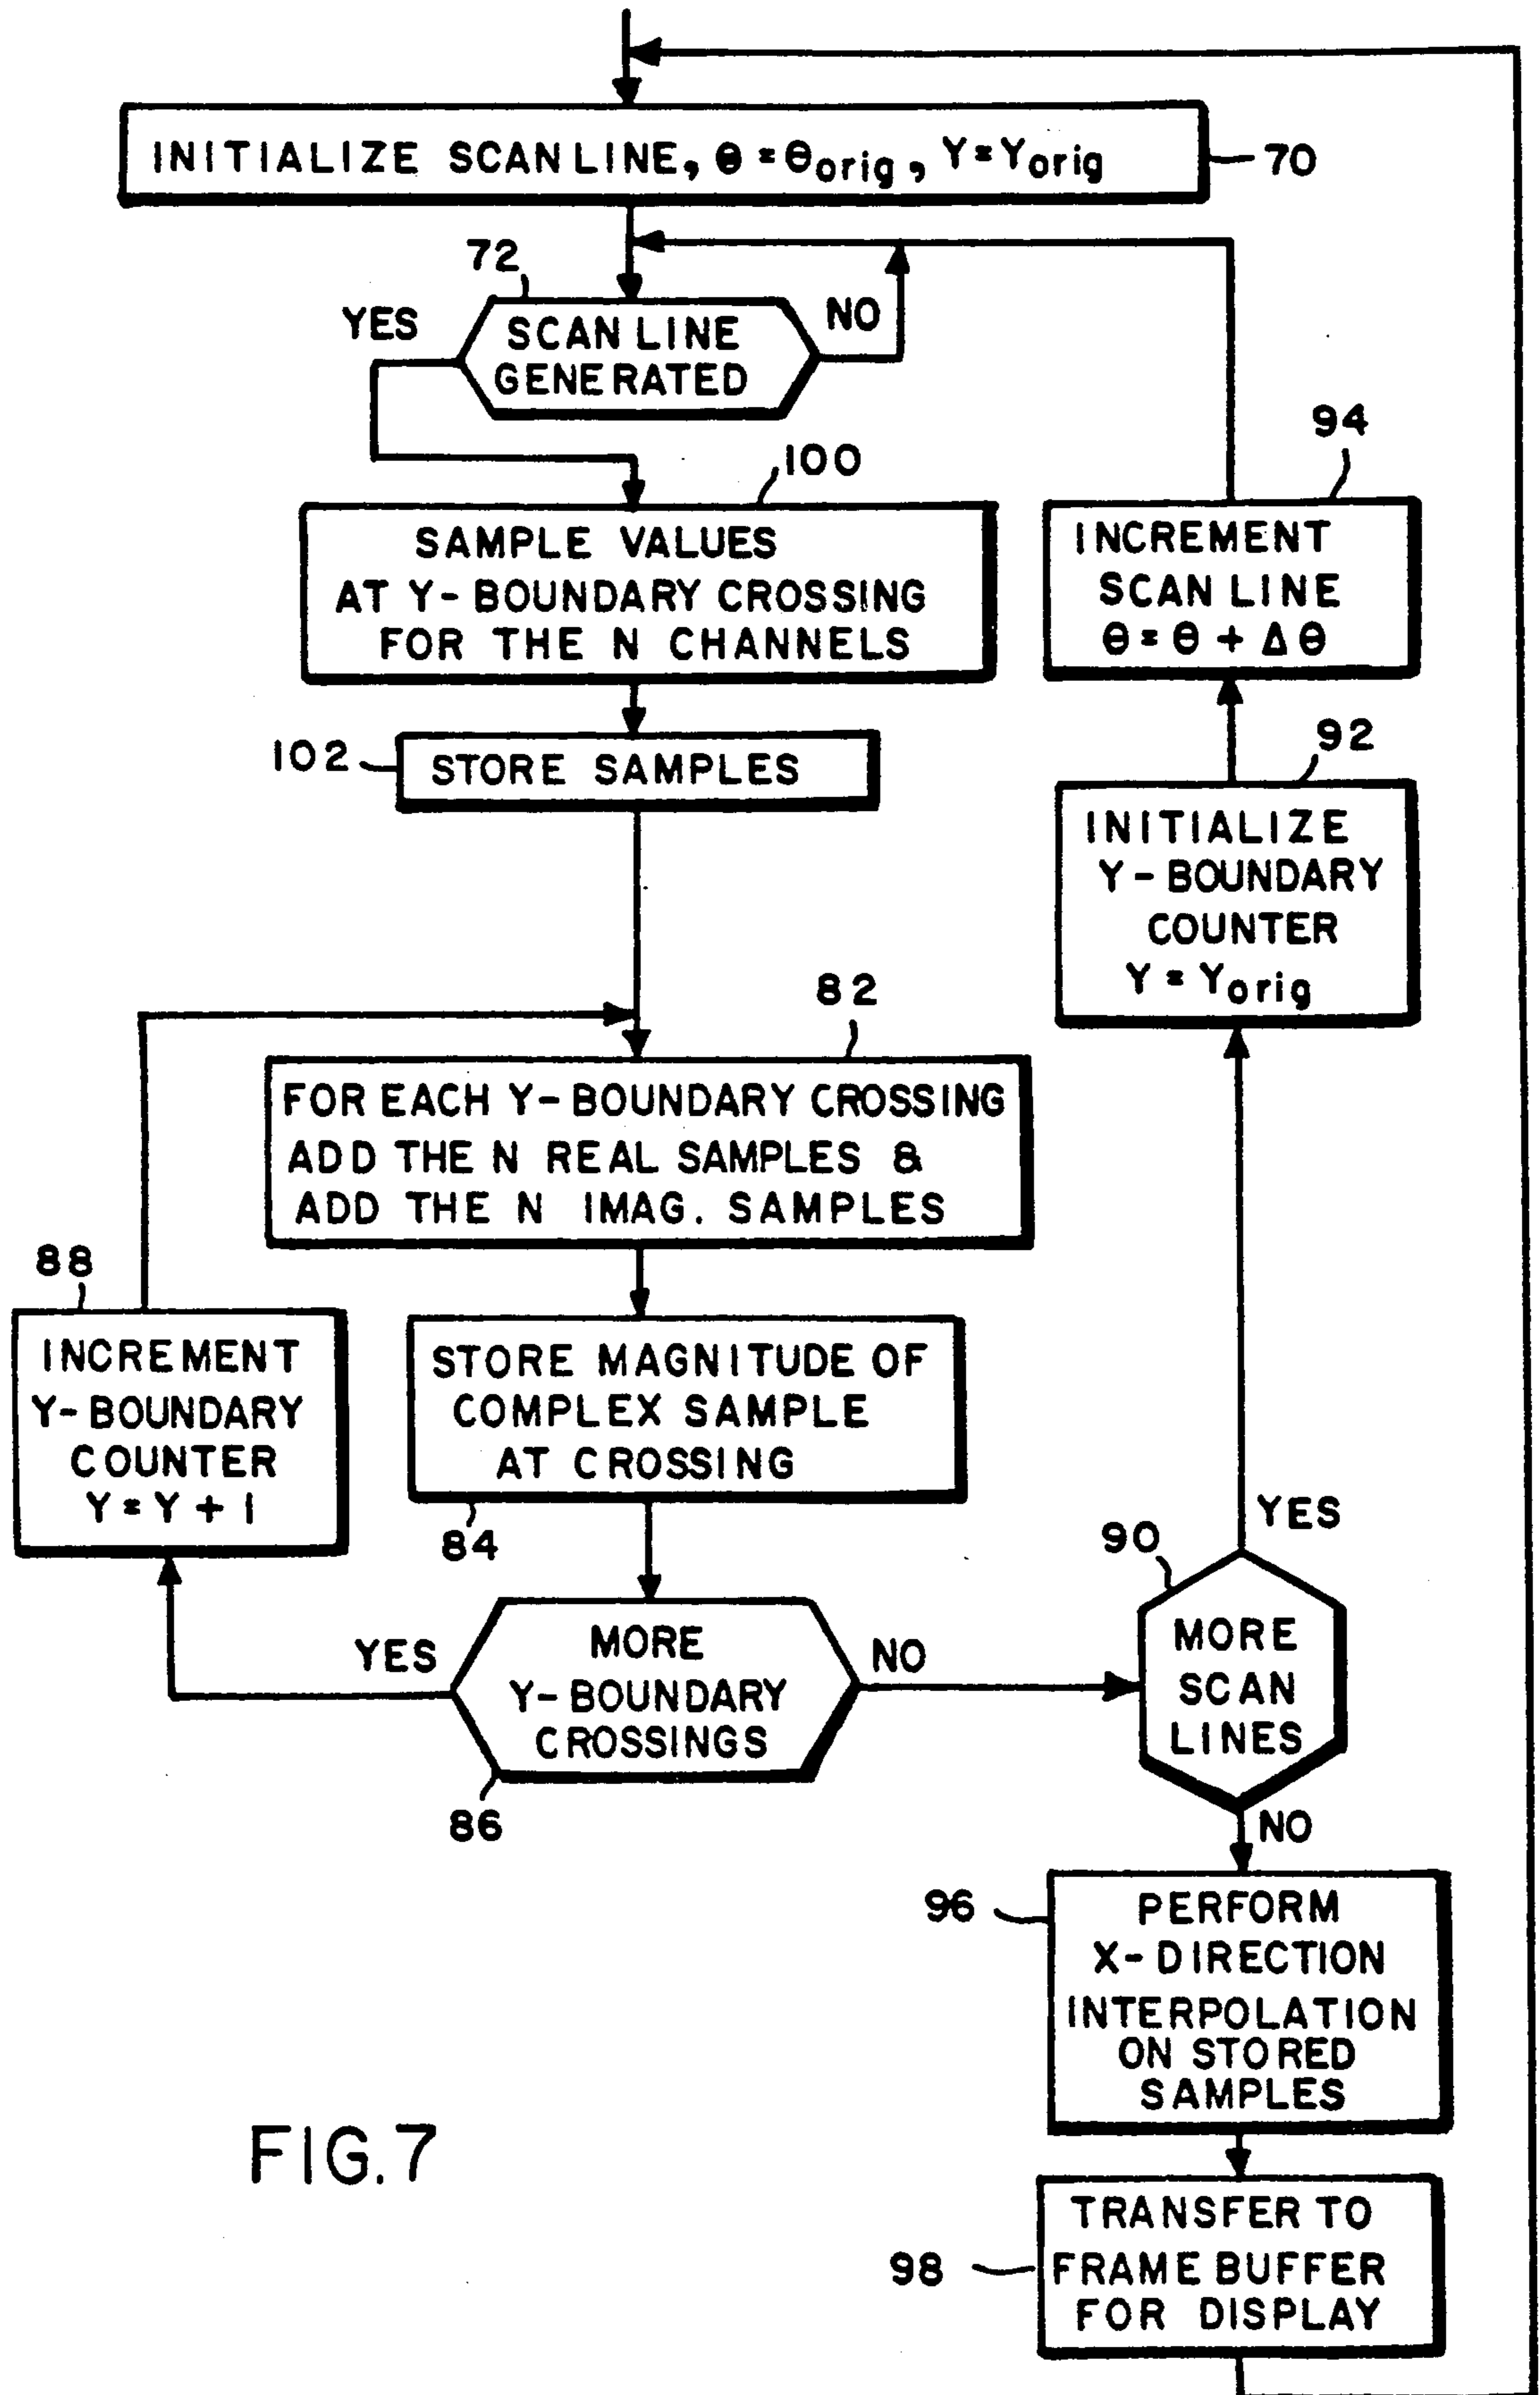 INITIALIZE SCAN LINE, θ = θorig, Y = Yorig
70
72
YES
SCAN LINE
GENERATED
NO
100
SAMPLE VALUES
AT Y-BOUNDARY CROSSING
FOR THE N CHANNELS
94
INCREMENT
SCAN LINE
θ = θ + Δθ
102
STORE SAMPLES
92
INITIALIZE
Y-BOUNDARY
COUNTER
Y = Yorig
82
FOR EACH Y-BOUNDARY CROSSING
ADD THE N REAL SAMPLES &
ADD THE N IMAG. SAMPLES
88
INCREMENT
Y-BOUNDARY
COUNTER
Y = Y + 1
STORE MAGNITUDE OF
COMPLEX SAMPLE
AT CROSSING
84
YES
MORE
Y-BOUNDARY
CROSSINGS
NO
86
90
YES
MORE
SCAN
LINES
NO
96
PERFORM
X-DIRECTION
INTERPOLATION
ON STORED
SAMPLES
98
TRANSFER TO
FRAME BUFFER
FOR DISPLAY
FIG. 7